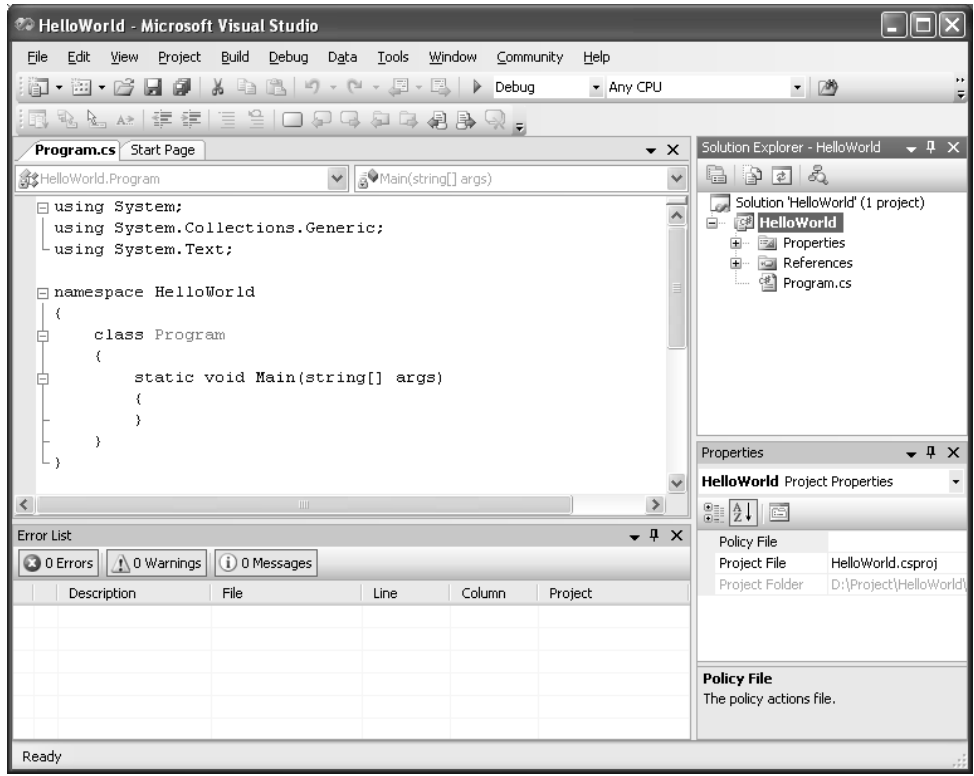 HelloWorld - Microsoft Visual Studio
File Edit View Project Build Debug Data Tools Window Community Help
Debug Any CPU
Program.cs Start Page
HelloWorld.Program Main(string[] args)
using System;
using System.Collections.Generic;
using System.Text;
namespace HelloWorld
{
class Program
{
static void Main(string[] args)
{
}
}
}
Error List
0 Errors 0 Warnings 0 Messages
Description File Line Column Project
Solution Explorer - HelloWorld
Solution 'HelloWorld' (1 project)
HelloWorld
Properties
References
Program.cs
Properties
HelloWorld Project Properties
Policy File
Project File HelloWorld.csproj
Project Folder D:\Project\HelloWorld\
Policy File
The policy actions file.
Ready